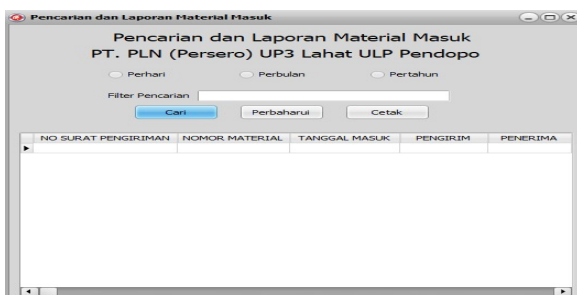 Pencarian dan Laporan Material Masuk
Pencarian dan Laporan Material Masuk
PT. PLN (Persero) UP3 Lahat ULP Pendopo
Perhari Perbulan Pertahun
Filter Pencarian
Cari Perbaharui Cetak
NO SURAT PENGIRIMAN NOMOR MATERIAL TANGGAL MASUK PENGIRIM PENERIMA